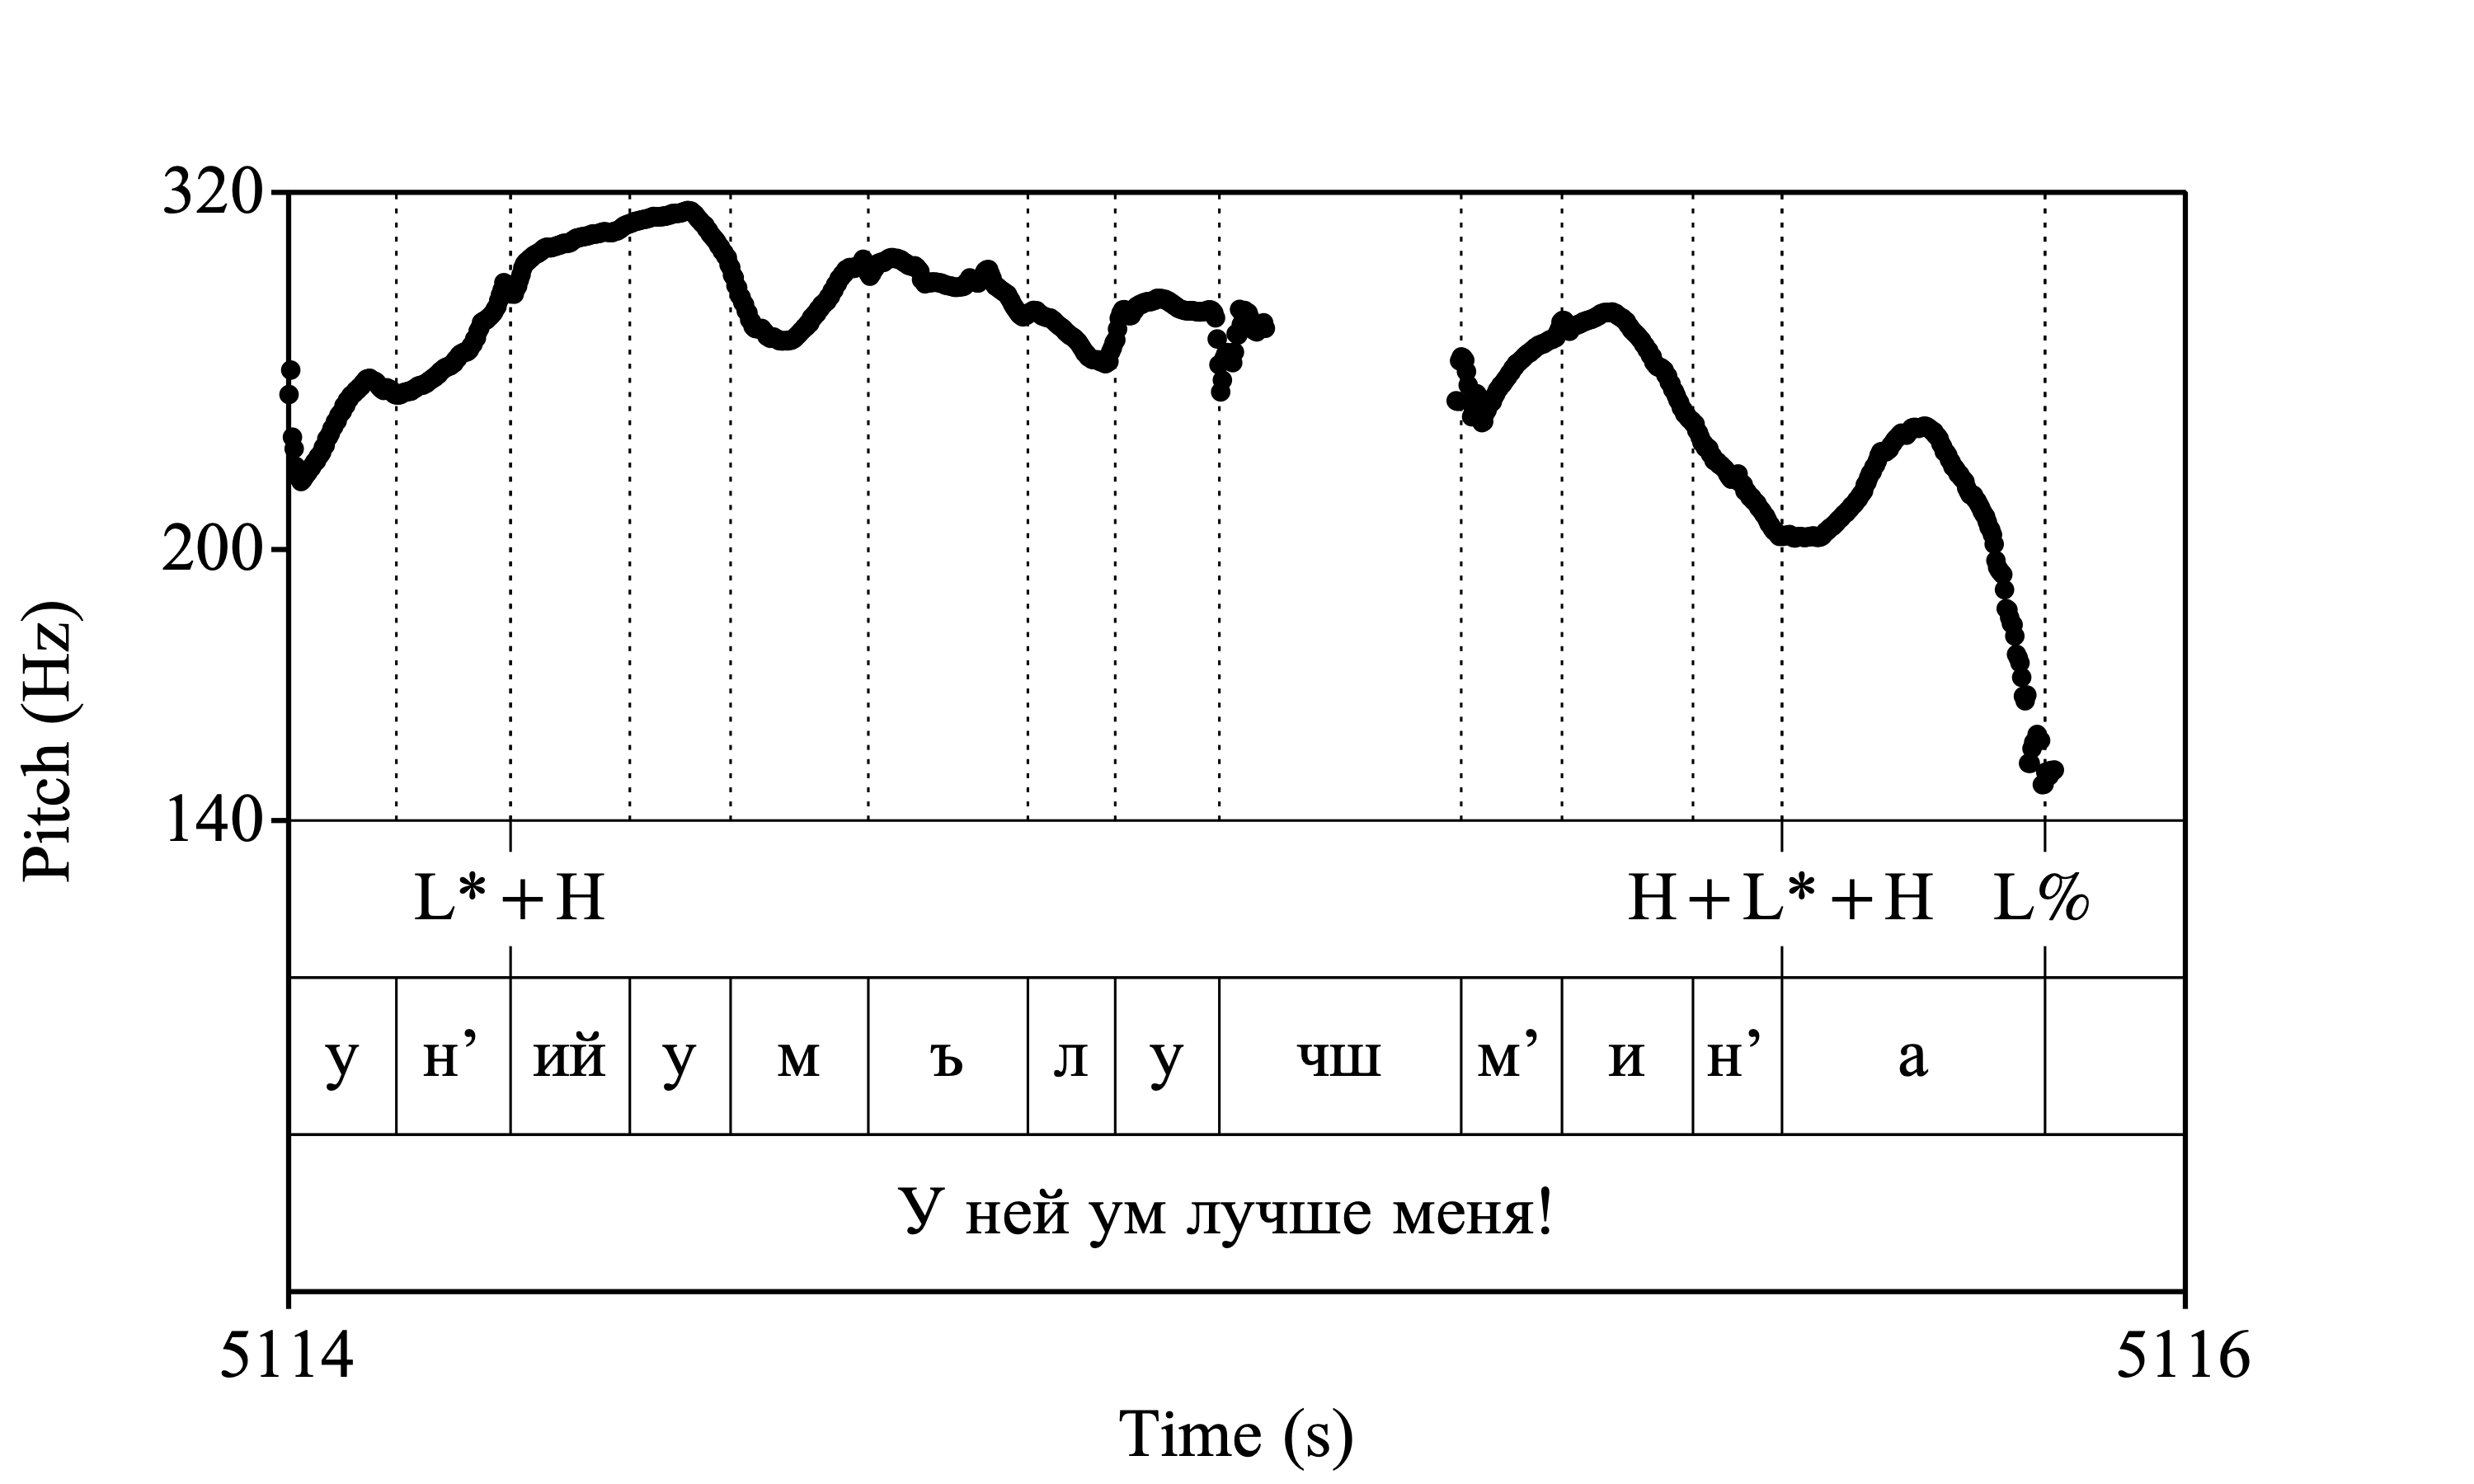 320
200
140
Pitch (Hz)
L*+H H+L*+H L%
у н’ ий у м ъ л у чш м’ и н’ а
У ней ум лучше меня!
5114 5116
Time (s)